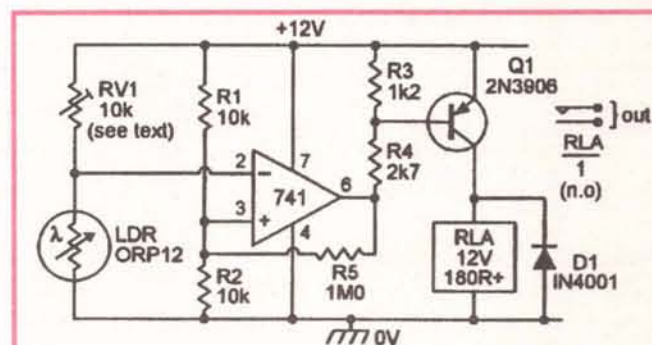 +12V
RV1
10k
(see text)
R1
10k
R3
1k2
Q1
2N3906
out
RLA
1
(n.o)
R4
2k7
2
7
741
6
3
4
λ
LDR
ORP12
R2
10k
R5
1M0
RLA
12V
180R+
D1
IN4001
0V